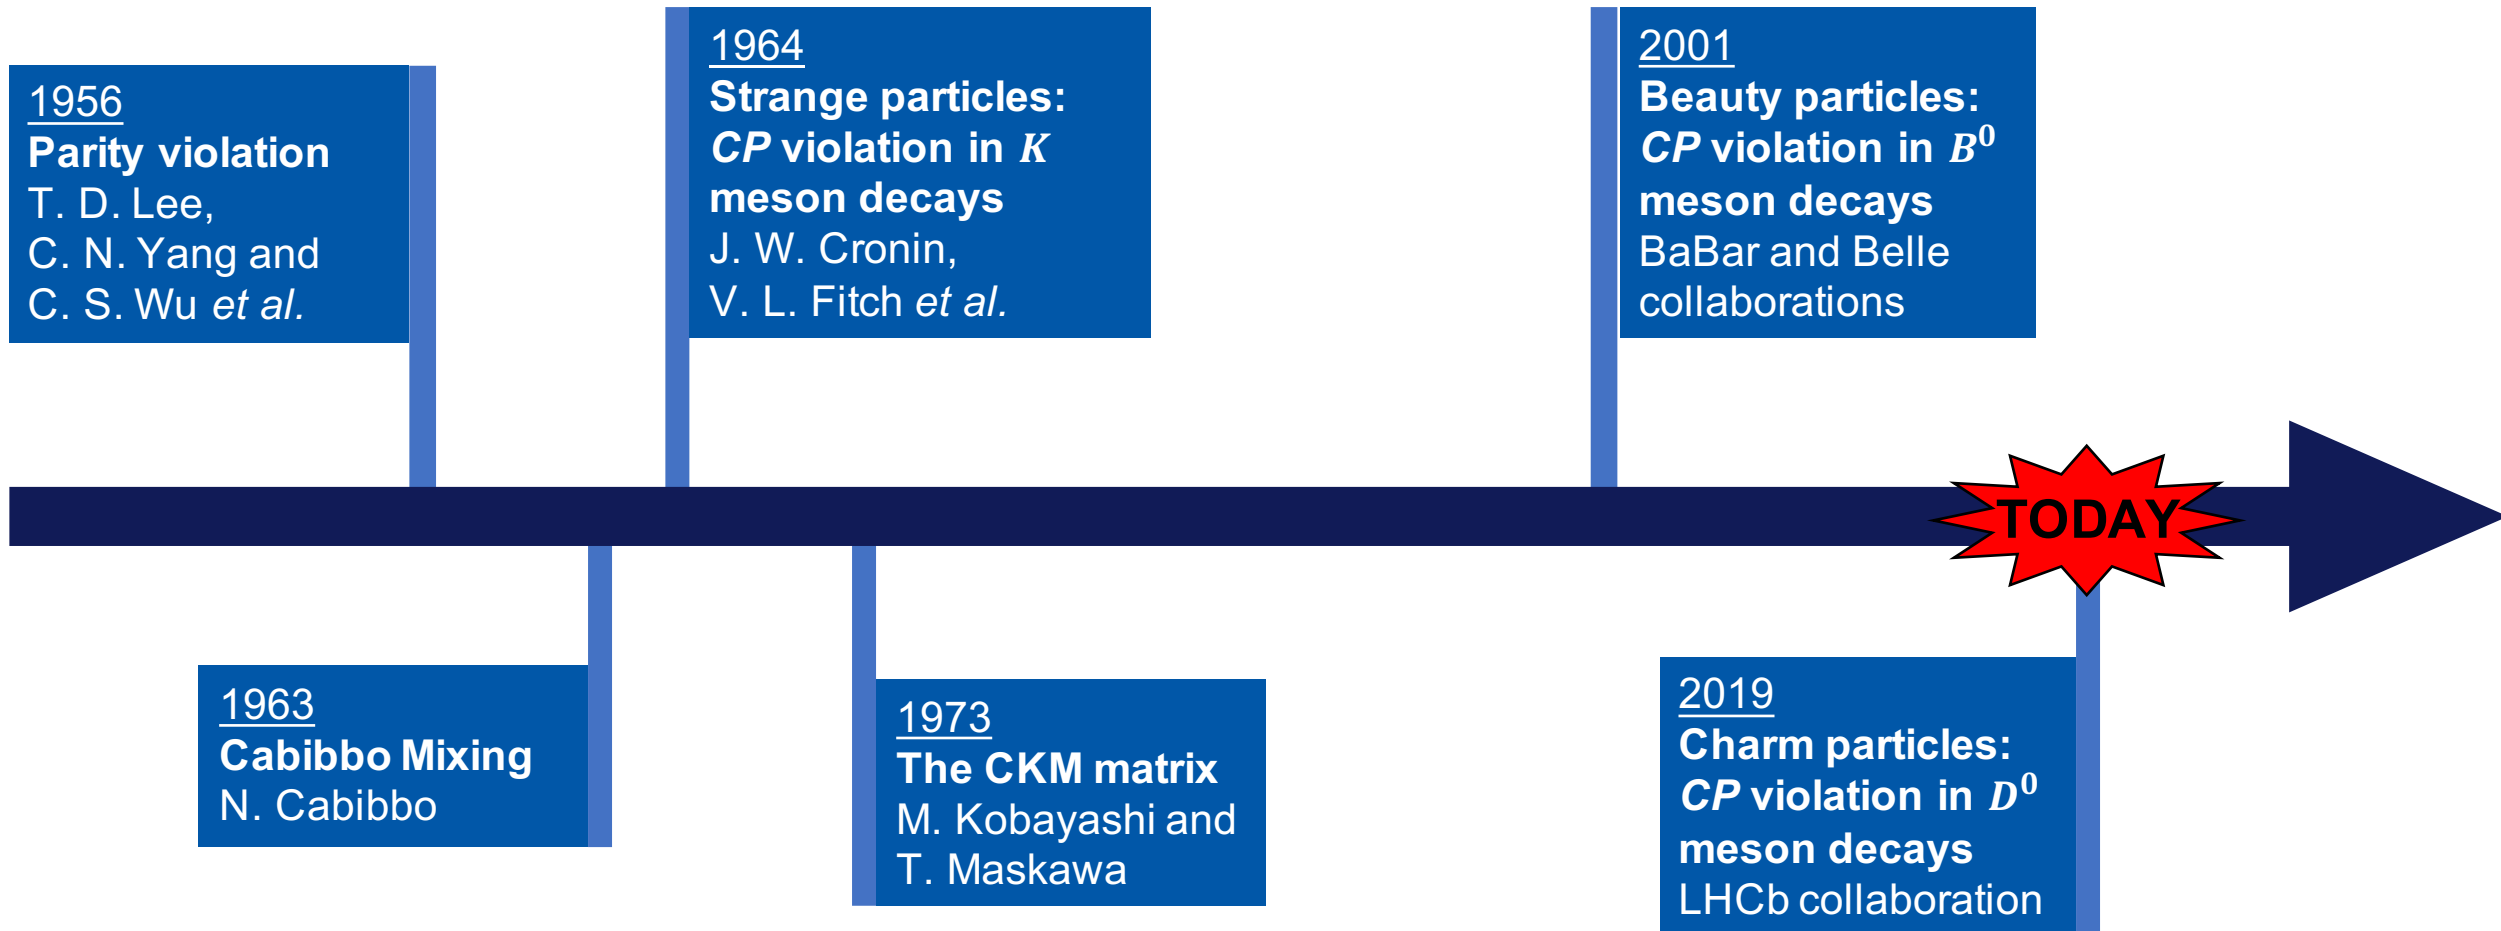 1956
Parity violation
T. D. Lee,
C. N. Yang and
C. S. Wu et al.
1963
Cabibbo Mixing
N. Cabibbo
1964
Strange particles:
CP violation in K
meson decays
J. W. Cronin,
V. L. Fitch et al.
1973
The CKM matrix
M. Kobayashi and
T. Maskawa
2001
Beauty particles:
CP violation in B⁰
meson decays
BaBar and Belle
collaborations
TODAY
2019
Charm particles:
CP violation in D⁰
meson decays
LHCb collaboration